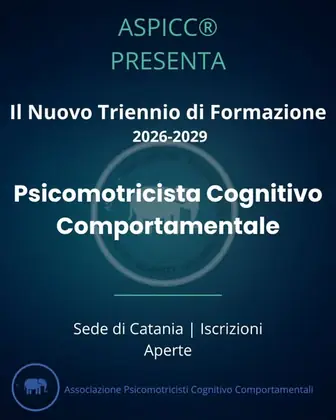 ASPICC®
PRESENTA
Il Nuovo Triennio di Formazione
2026-2029
Psicomotricista Cognitivo
Comportamentale
Sede di Catania | Iscrizioni
Aperte
Associazione Psicomotricisti Cognitivo Comportamentali